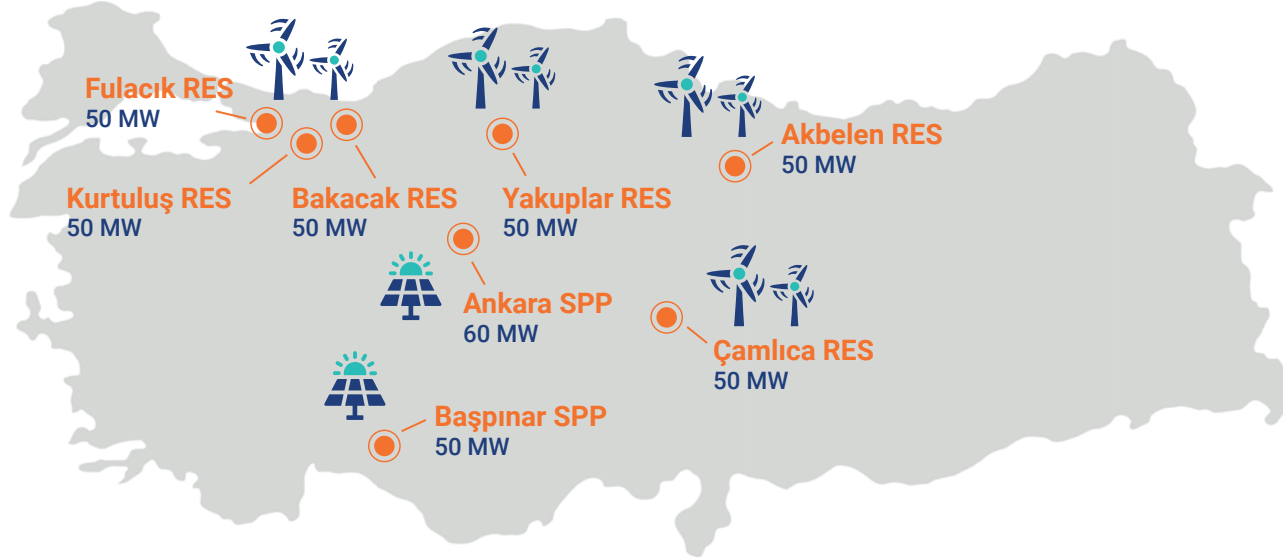 Fulacık RES
50 MW
Akbelen RES
50 MW
Kurtuluş RES
50 MW
Bakacak RES
50 MW
Yakuplar RES
50 MW
Ankara SPP
60 MW
Çamlıca RES
50 MW
Başpınar SPP
50 MW